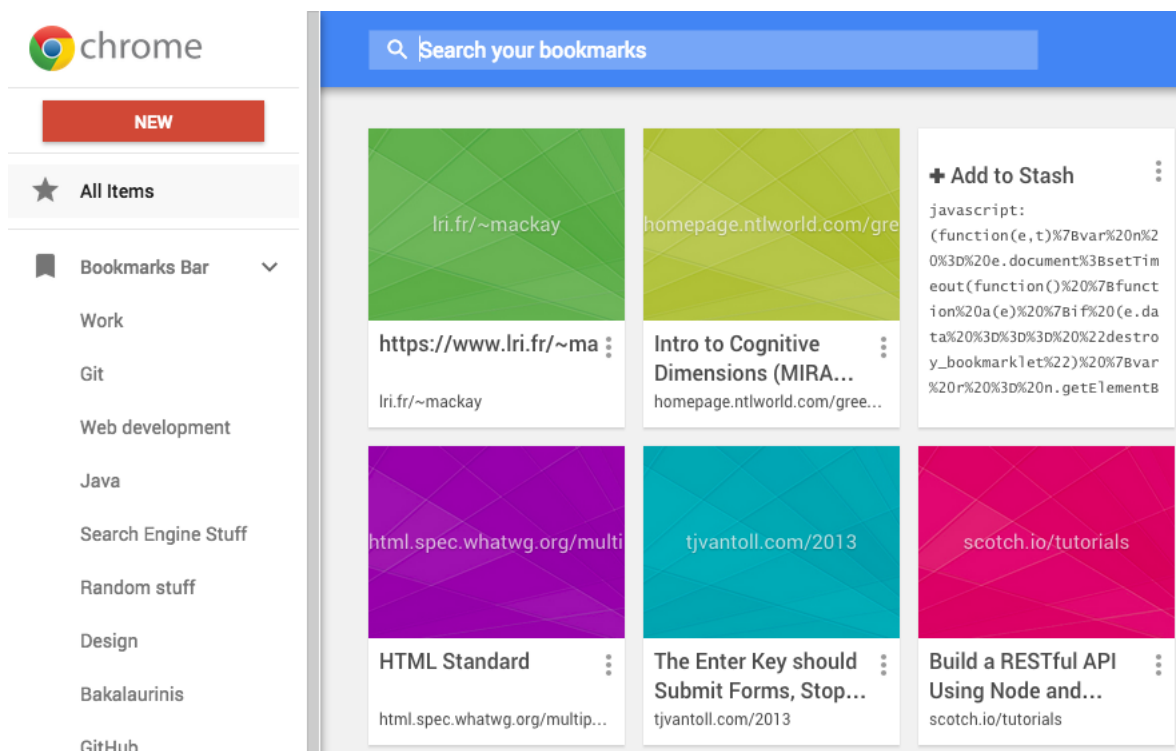 chrome
NEW
All Items
Bookmarks Bar
Work
Git
Web development
Java
Search Engine Stuff
Random stuff
Design
Bakalaurinis
GitHub
Search your bookmarks
lri.fr/~mackay
https://www.lri.fr/~ma
lri.fr/~mackay
homepage.ntlworld.com/gre
Intro to Cognitive
Dimensions (MIRA...
homepage.ntlworld.com/gree...
+ Add to Stash
javascript:
(function(e,t)%7Bvar%20n%2
0%3D%20e.document%3BsetTim
eout(function()%20%7Bfunct
ion%20a(e)%20%7Bif%20(e.da
ta%20%3D%3D%3D%20%22destro
y_bookmarklet%22)%20%7Bvar
%20r%20%3D%20n.getElementB
html.spec.whatwg.org/multi
HTML Standard
html.spec.whatwg.org/multip...
tjvantoll.com/2013
The Enter Key should
Submit Forms, Stop...
tjvantoll.com/2013
scotch.io/tutorials
Build a RESTful API
Using Node and...
scotch.io/tutorials